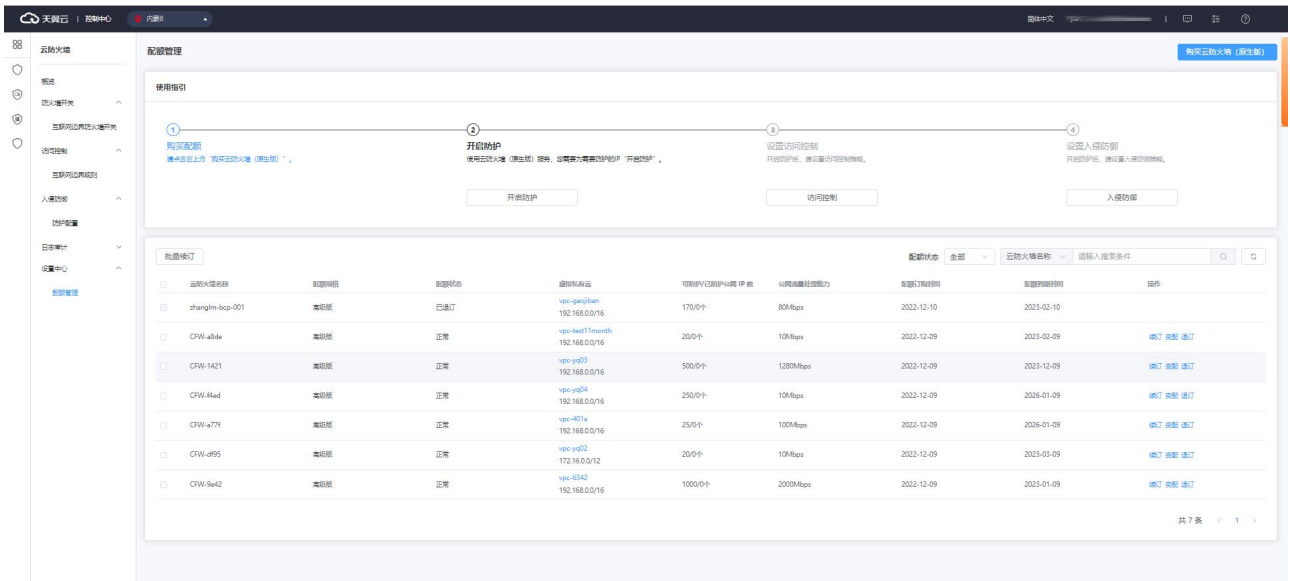 天翼云 | 控制中心 内蒙8
简体中文
云防火墙
概览
防火墙开关
互联网边界防火墙开关
访问控制
互联网边界规则
入侵防御
防护配置
日志审计
设置中心
配额管理
配额管理
购买云防火墙（原生版）
使用指引
1 2 3 4
购买配额 开启防护 设置访问控制 设置入侵防御
请点击右上方“购买云防火墙（原生版）”。 使用云防火墙（原生版）服务，您需要为需要防护的IP“开启防护”。 开启防护后，请设置访问控制策略。 开启防护后，请设置入侵防御策略。
开启防护 访问控制 入侵防御
批量续订 配额状态 全部 云防火墙名称 请输入搜索条件
云防火墙名称 配额规格 配额状态 虚拟私有云 可防护/已防护公网 IP 数 公网流量处理能力 配额订购时间 配额到期时间 操作
zhanglm-bcp-001 高级版 已退订 vpc-gaojiban 192.168.0.0/16 170/0个 80Mbps 2022-12-10 2023-02-10
CFW-a8de 高级版 正常 vpc-test11month 192.168.0.0/16 20/0个 10Mbps 2022-12-09 2023-02-09 续订 变配 退订
CFW-1421 高级版 正常 vpc-yq03 192.168.0.0/16 500/0个 1280Mbps 2022-12-09 2023-12-09 续订 变配 退订
CFW-f4ed 高级版 正常 vpc-yq04 192.168.0.0/16 250/0个 10Mbps 2022-12-09 2026-01-09 续订 变配 退订
CFW-a77f 高级版 正常 vpc-401a 192.168.0.0/16 25/0个 100Mbps 2022-12-09 2026-01-09 续订 变配 退订
CFW-df95 高级版 正常 vpc-yq02 172.16.0.0/12 20/0个 10Mbps 2022-12-09 2023-03-09 续订 变配 退订
CFW-9e42 高级版 正常 vpc-6342 192.168.0.0/16 1000/0个 2000Mbps 2022-12-09 2023-01-09 续订 变配 退订
共 7 条 < 1 >